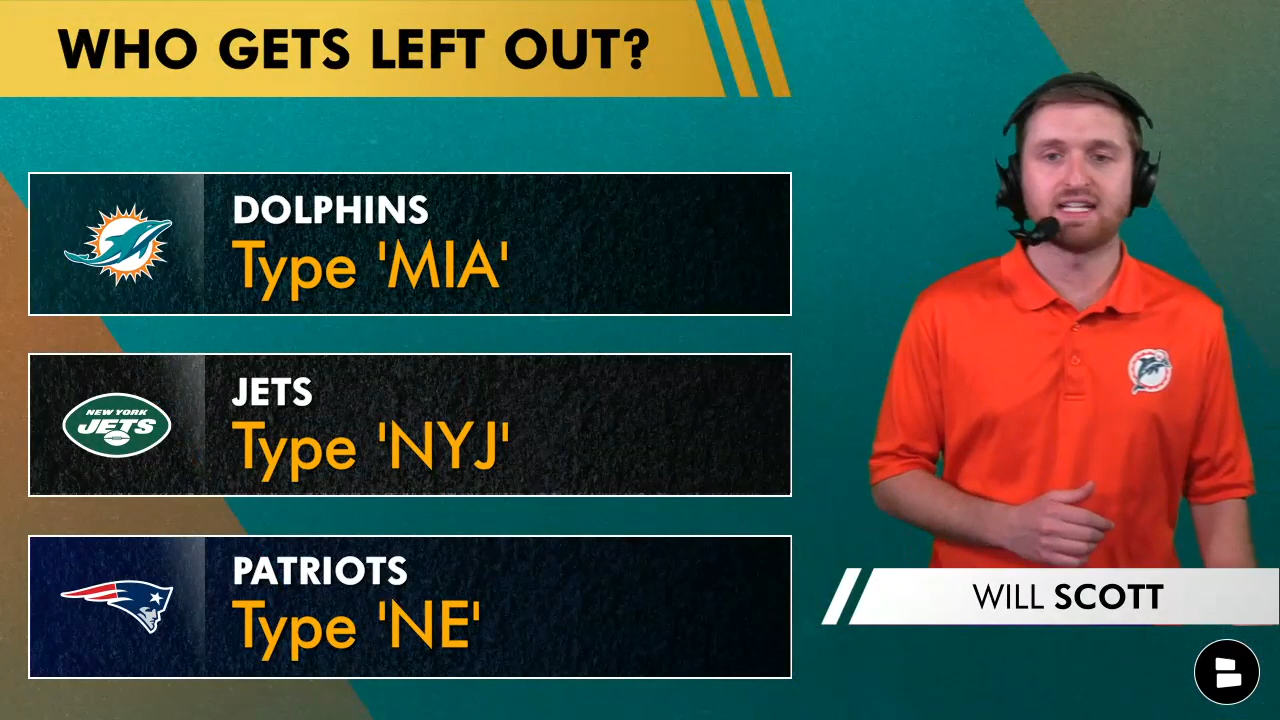 WHO GETS LEFT OUT?
DOLPHINS
Type 'MIA'
NEW YORK
JETS
JETS
Type 'NYJ'
PATRIOTS
Type 'NE'
WILL SCOTT